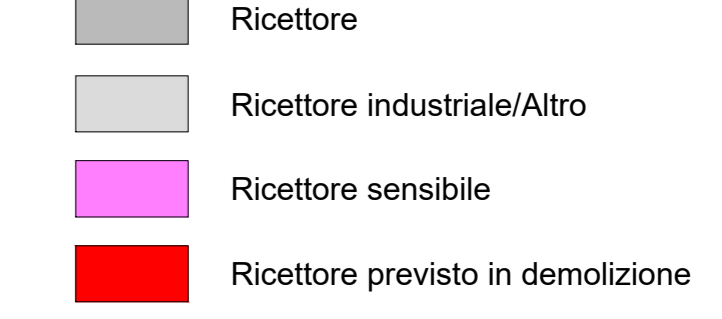 Ricettore
Ricettore industriale/Altro
Ricettore sensibile
Ricettore previsto in demolizione